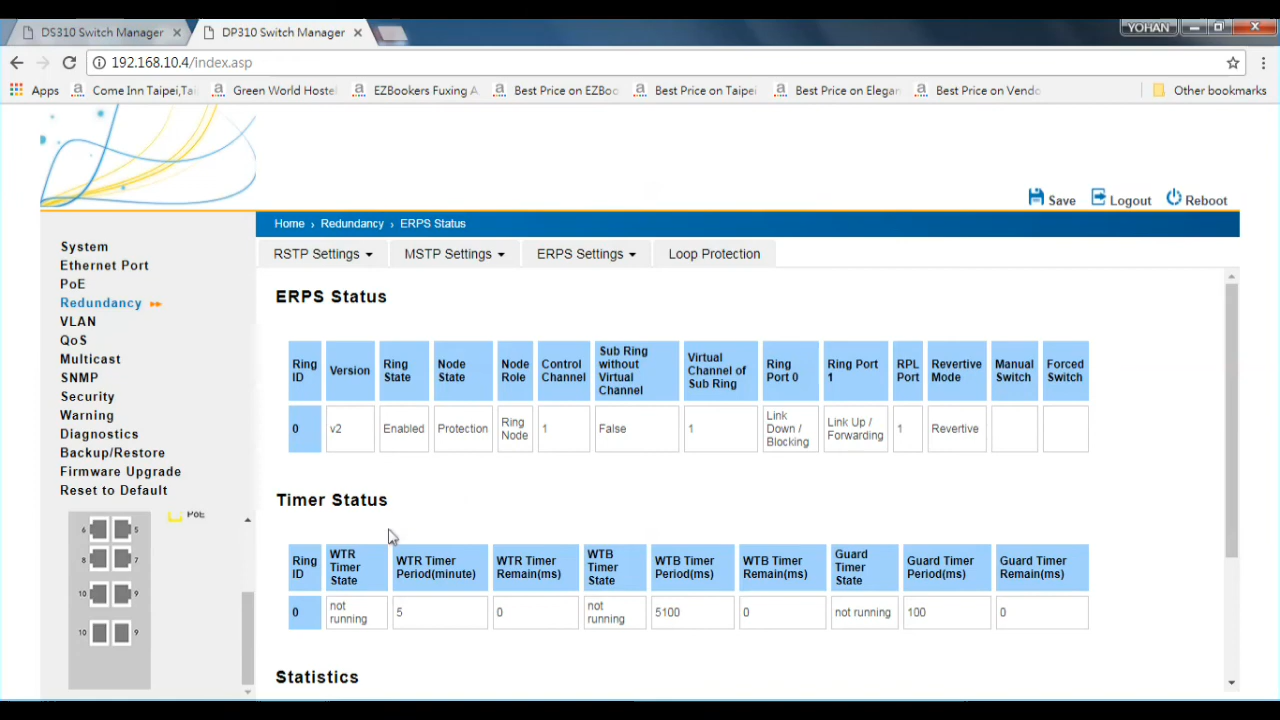 DS310 Switch Manager
DP310 Switch Manager
YOHAN
192.168.10.4/index.asp
Apps
Come Inn Taipei,Tai
Green World Hoste
EZBookers Fuxing A
Best Price on EZBoo
Best Price on Taipei
Best Price on Elegan
Best Price on Vendo
Other bookmarks
Save
Logout
Reboot
Home › Redundancy › ERPS Status
RSTP Settings
MSTP Settings
ERPS Settings
Loop Protection
System
Ethernet Port
PoE
Redundancy
VLAN
QoS
Multicast
SNMP
Security
Warning
Diagnostics
Backup/Restore
Firmware Upgrade
Reset to Default
PoE
6 5
8 7
10 9
10 9
ERPS Status
Ring ID
Version
Ring State
Node State
Node Role
Control Channel
Sub Ring without Virtual Channel
Virtual Channel of Sub Ring
Ring Port 0
Ring Port 1
RPL Port
Revertive Mode
Manual Switch
Forced Switch
0
v2
Enabled
Protection
Ring Node
1
False
1
Link Down / Blocking
Link Up / Forwarding
1
Revertive
Timer Status
Ring ID
WTR Timer State
WTR Timer Period(minute)
WTR Timer Remain(ms)
WTB Timer State
WTB Timer Period(ms)
WTB Timer Remain(ms)
Guard Timer State
Guard Timer Period(ms)
Guard Timer Remain(ms)
0
not running
5
0
not running
5100
0
not running
100
0
Statistics